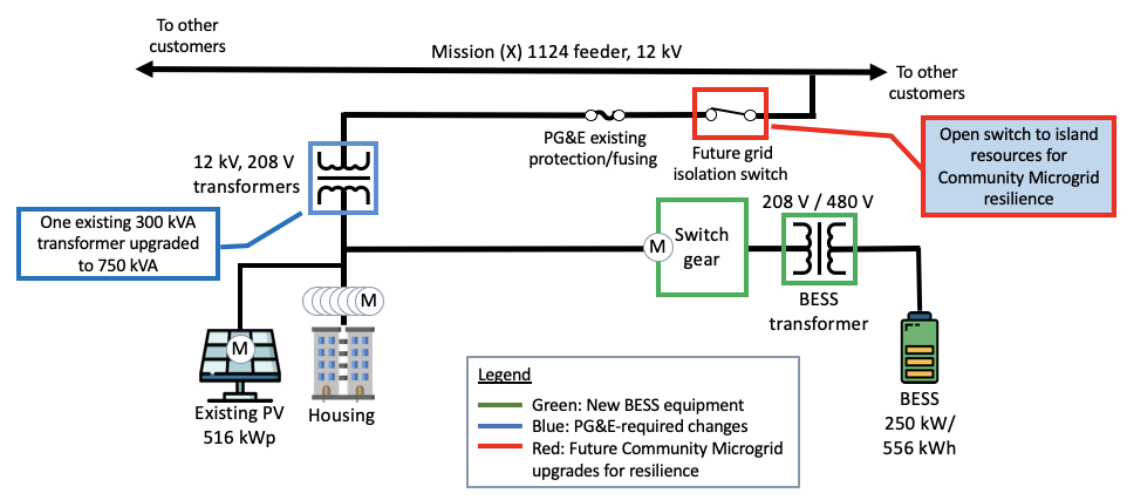 To other
customers
Mission (X) 1124 feeder, 12 kV
To other
customers
PG&E existing
protection/fusing
Future grid
isolation switch
Open switch to island
resources for
Community Microgrid
resilience
12 kV, 208 V
transformers
One existing 300 kVA
transformer upgraded
to 750 kVA
208 V / 480 V
M
Switch
gear
BESS
transformer
M
M
Existing PV
516 kWp
Housing
BESS
250 kW/
556 kWh
Legend
Green: New BESS equipment
Blue: PG&E-required changes
Red: Future Community Microgrid
upgrades for resilience